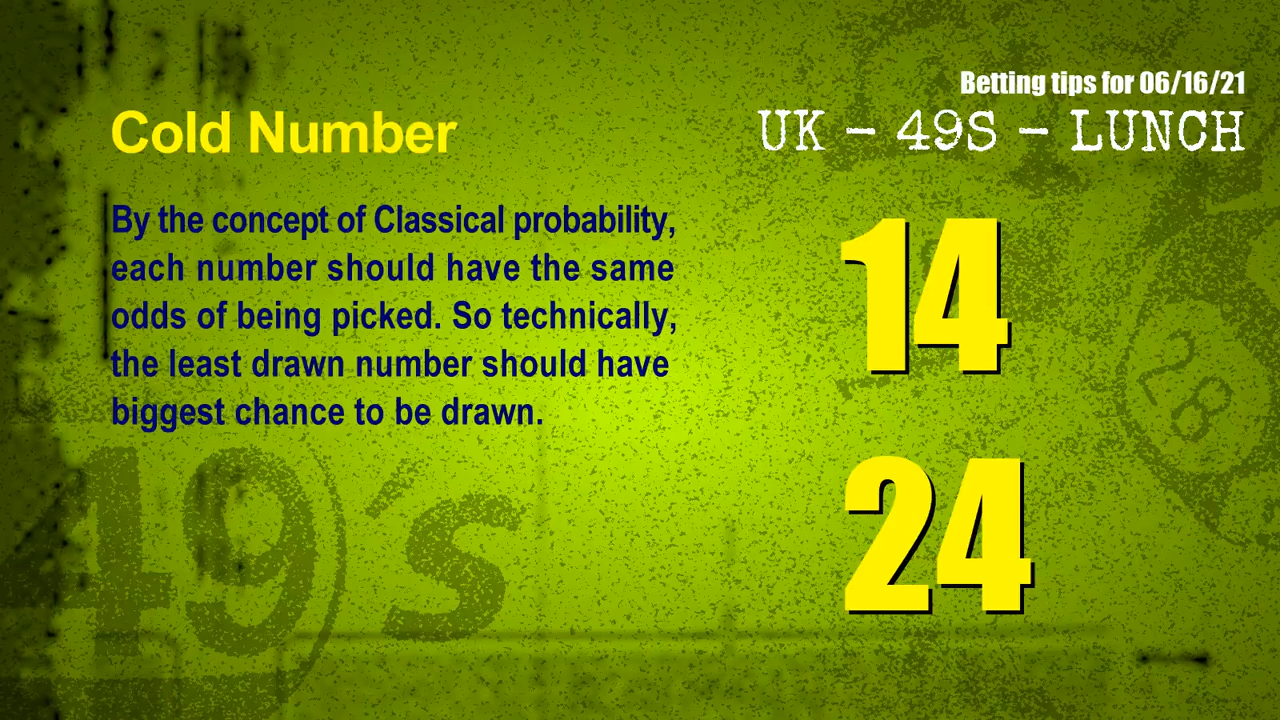 Betting tips for 06/16/21
UK - 49S - LUNCH
Cold Number
By the concept of Classical probability,
each number should have the same
odds of being picked. So technically,
the least drawn number should have
biggest chance to be drawn.
14
24
49's
28